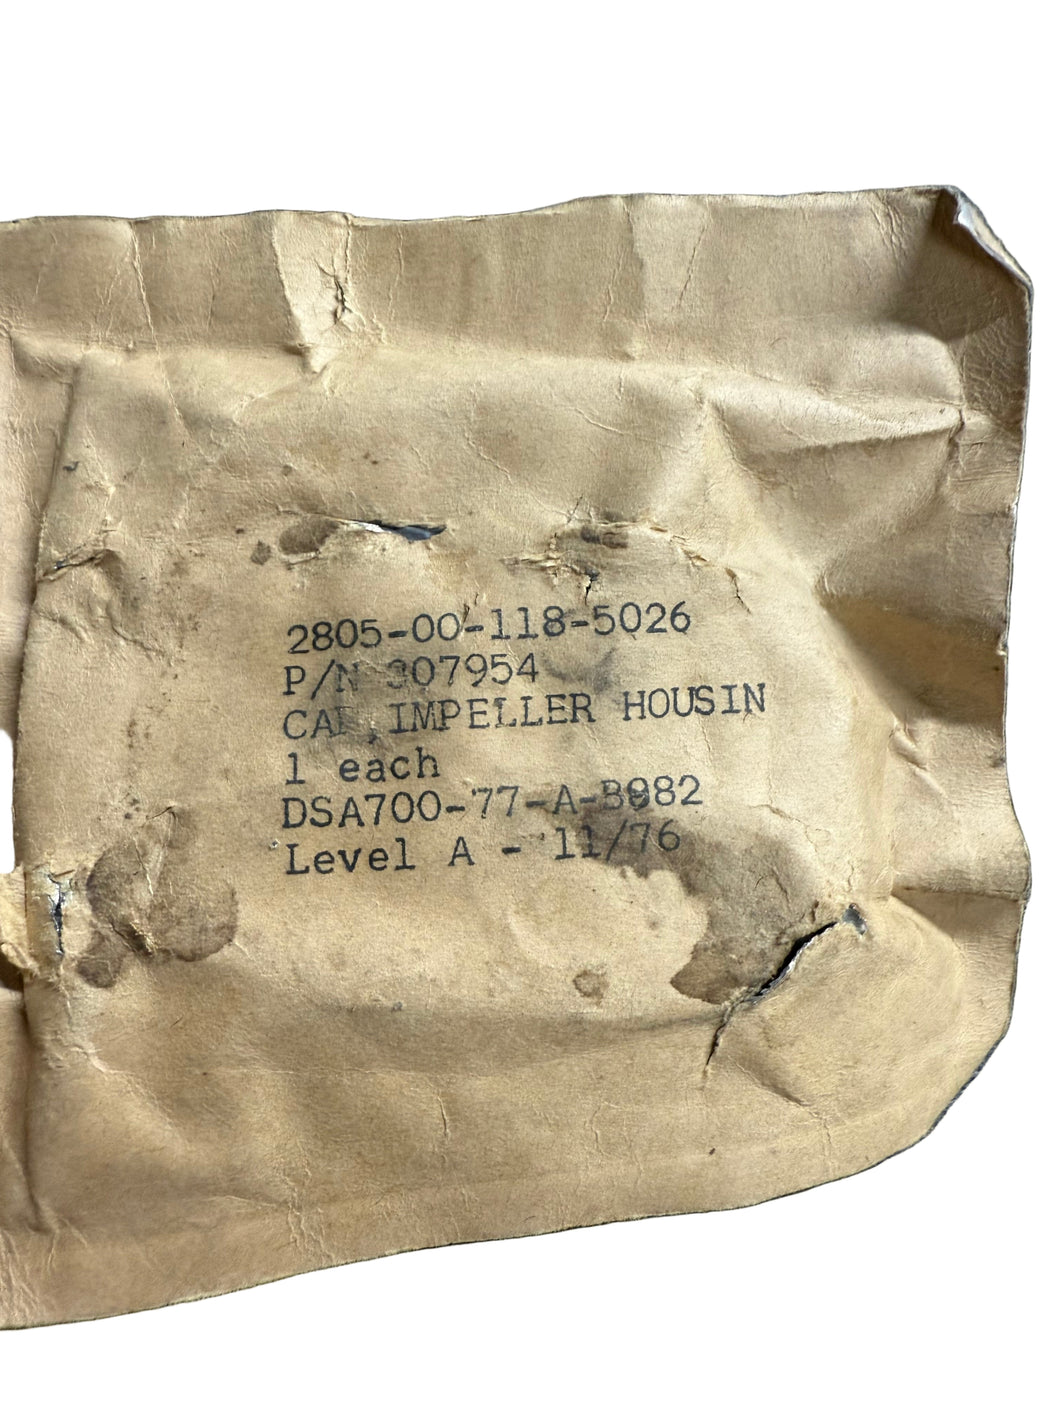 2805-00-118-5026
P/N 307954
CAP,IMPELLER HOUSIN
1 each
DSA700-77-A-B982
Level A - 11/76